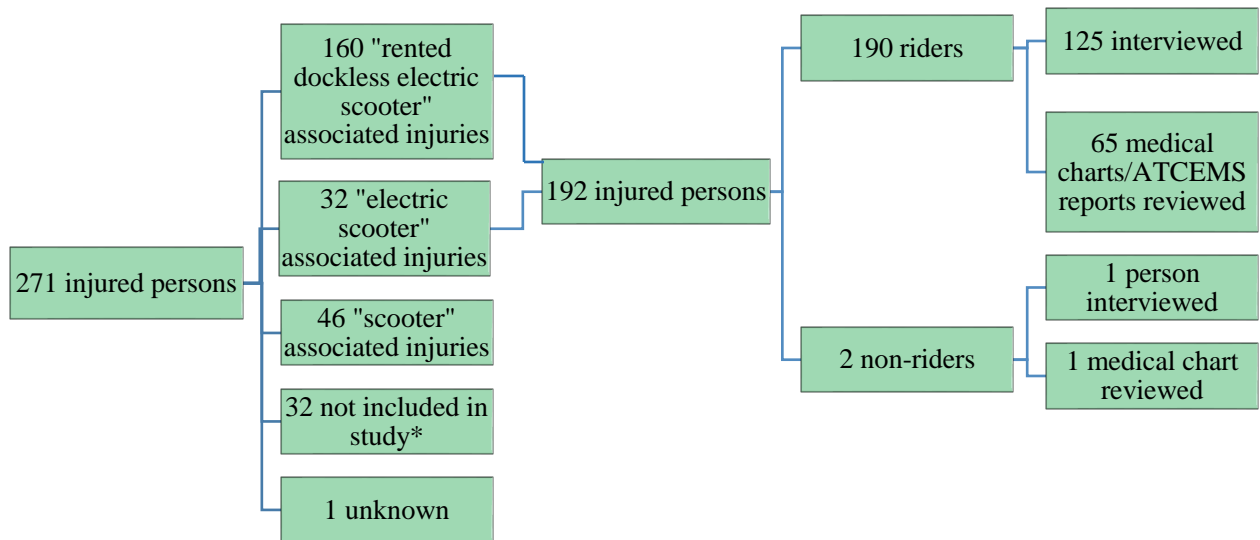 271 injured persons
160 "rented
dockless electric
scooter"
associated injuries
32 "electric
scooter"
associated injuries
46 "scooter"
associated injuries
32 not included in
study*
1 unknown
192 injured persons
190 riders
2 non-riders
125 interviewed
65 medical
charts/ATCEMS
reports reviewed
1 person
interviewed
1 medical chart
reviewed